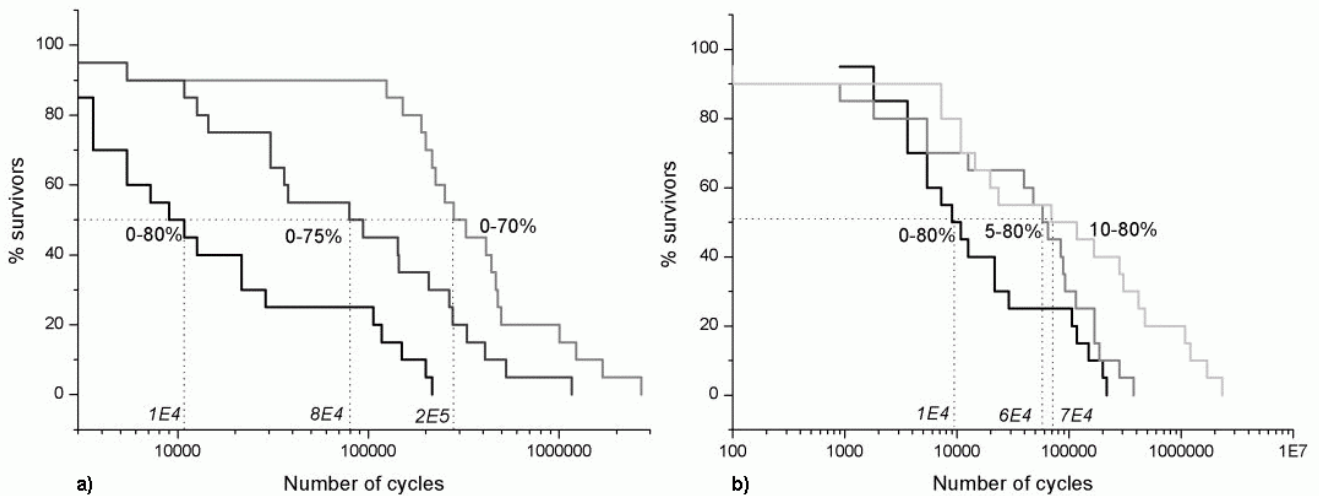 % survivors
100
80
60
40
20
0
0-80%
0-75%
0-70%
1E4
8E4
2E5
10000
100000
1000000
a)
Number of cycles
% survivors
100
80
60
40
20
0
0-80%
5-80%
10-80%
1E4
6E4
7E4
100
1000
10000
100000
1000000
1E7
b)
Number of cycles